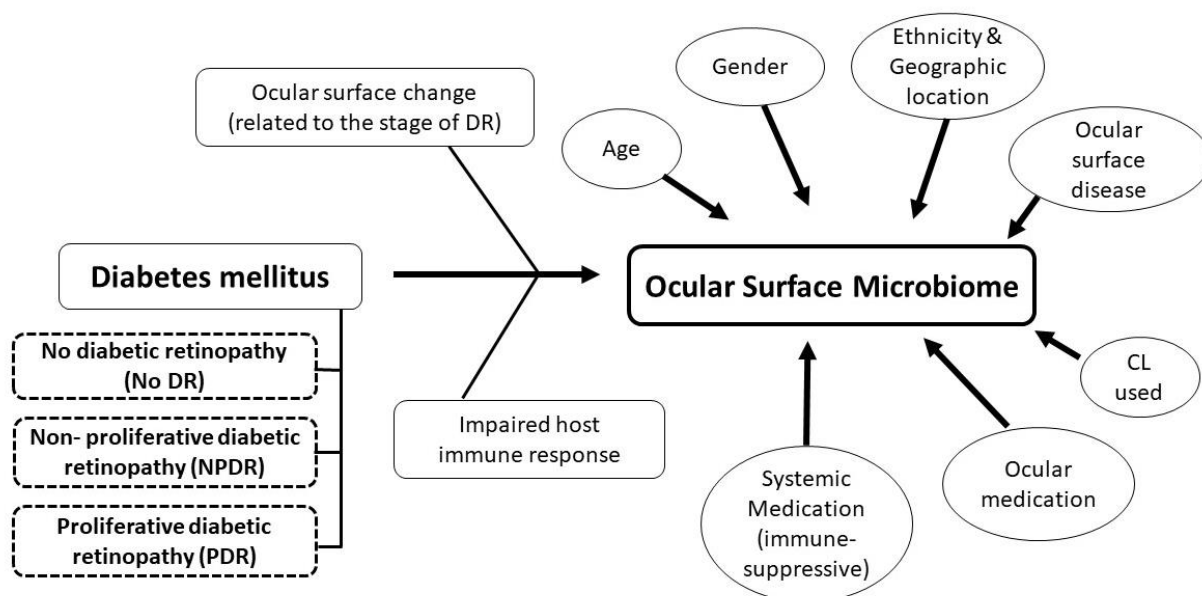 Ocular surface change
(related to the stage of DR)
Gender
Ethnicity &
Geographic
location
Age
Ocular
surface
disease
Diabetes mellitus
Ocular Surface Microbiome
No diabetic retinopathy
(No DR)
Non- proliferative diabetic
retinopathy (NPDR)
Proliferative diabetic
retinopathy (PDR)
Impaired host
immune response
CL
used
Systemic
Medication
(immune-
suppressive)
Ocular
medication